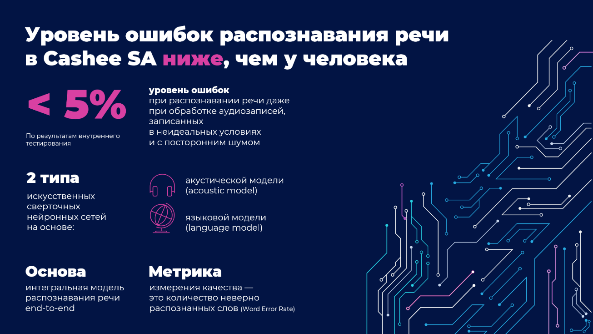 Уровень ошибок распознавания речи
в Cashee SA ниже, чем у человека
< 5%
По результатам внутреннего
тестирования
уровень ошибок
при распознавании речи даже
при обработке аудиозаписей,
записанных
в неидеальных условиях
и с посторонним шумом
2 типа
искусственных
сверточных
нейронных сетей
на основе:
акустической модели
(acoustic model)
языковой модели
(language model)
Основа
интегральная модель
распознавания речи
end-to-end
Метрика
измерения качества —
это количество неверно
распознанных слов (Word Error Rate)